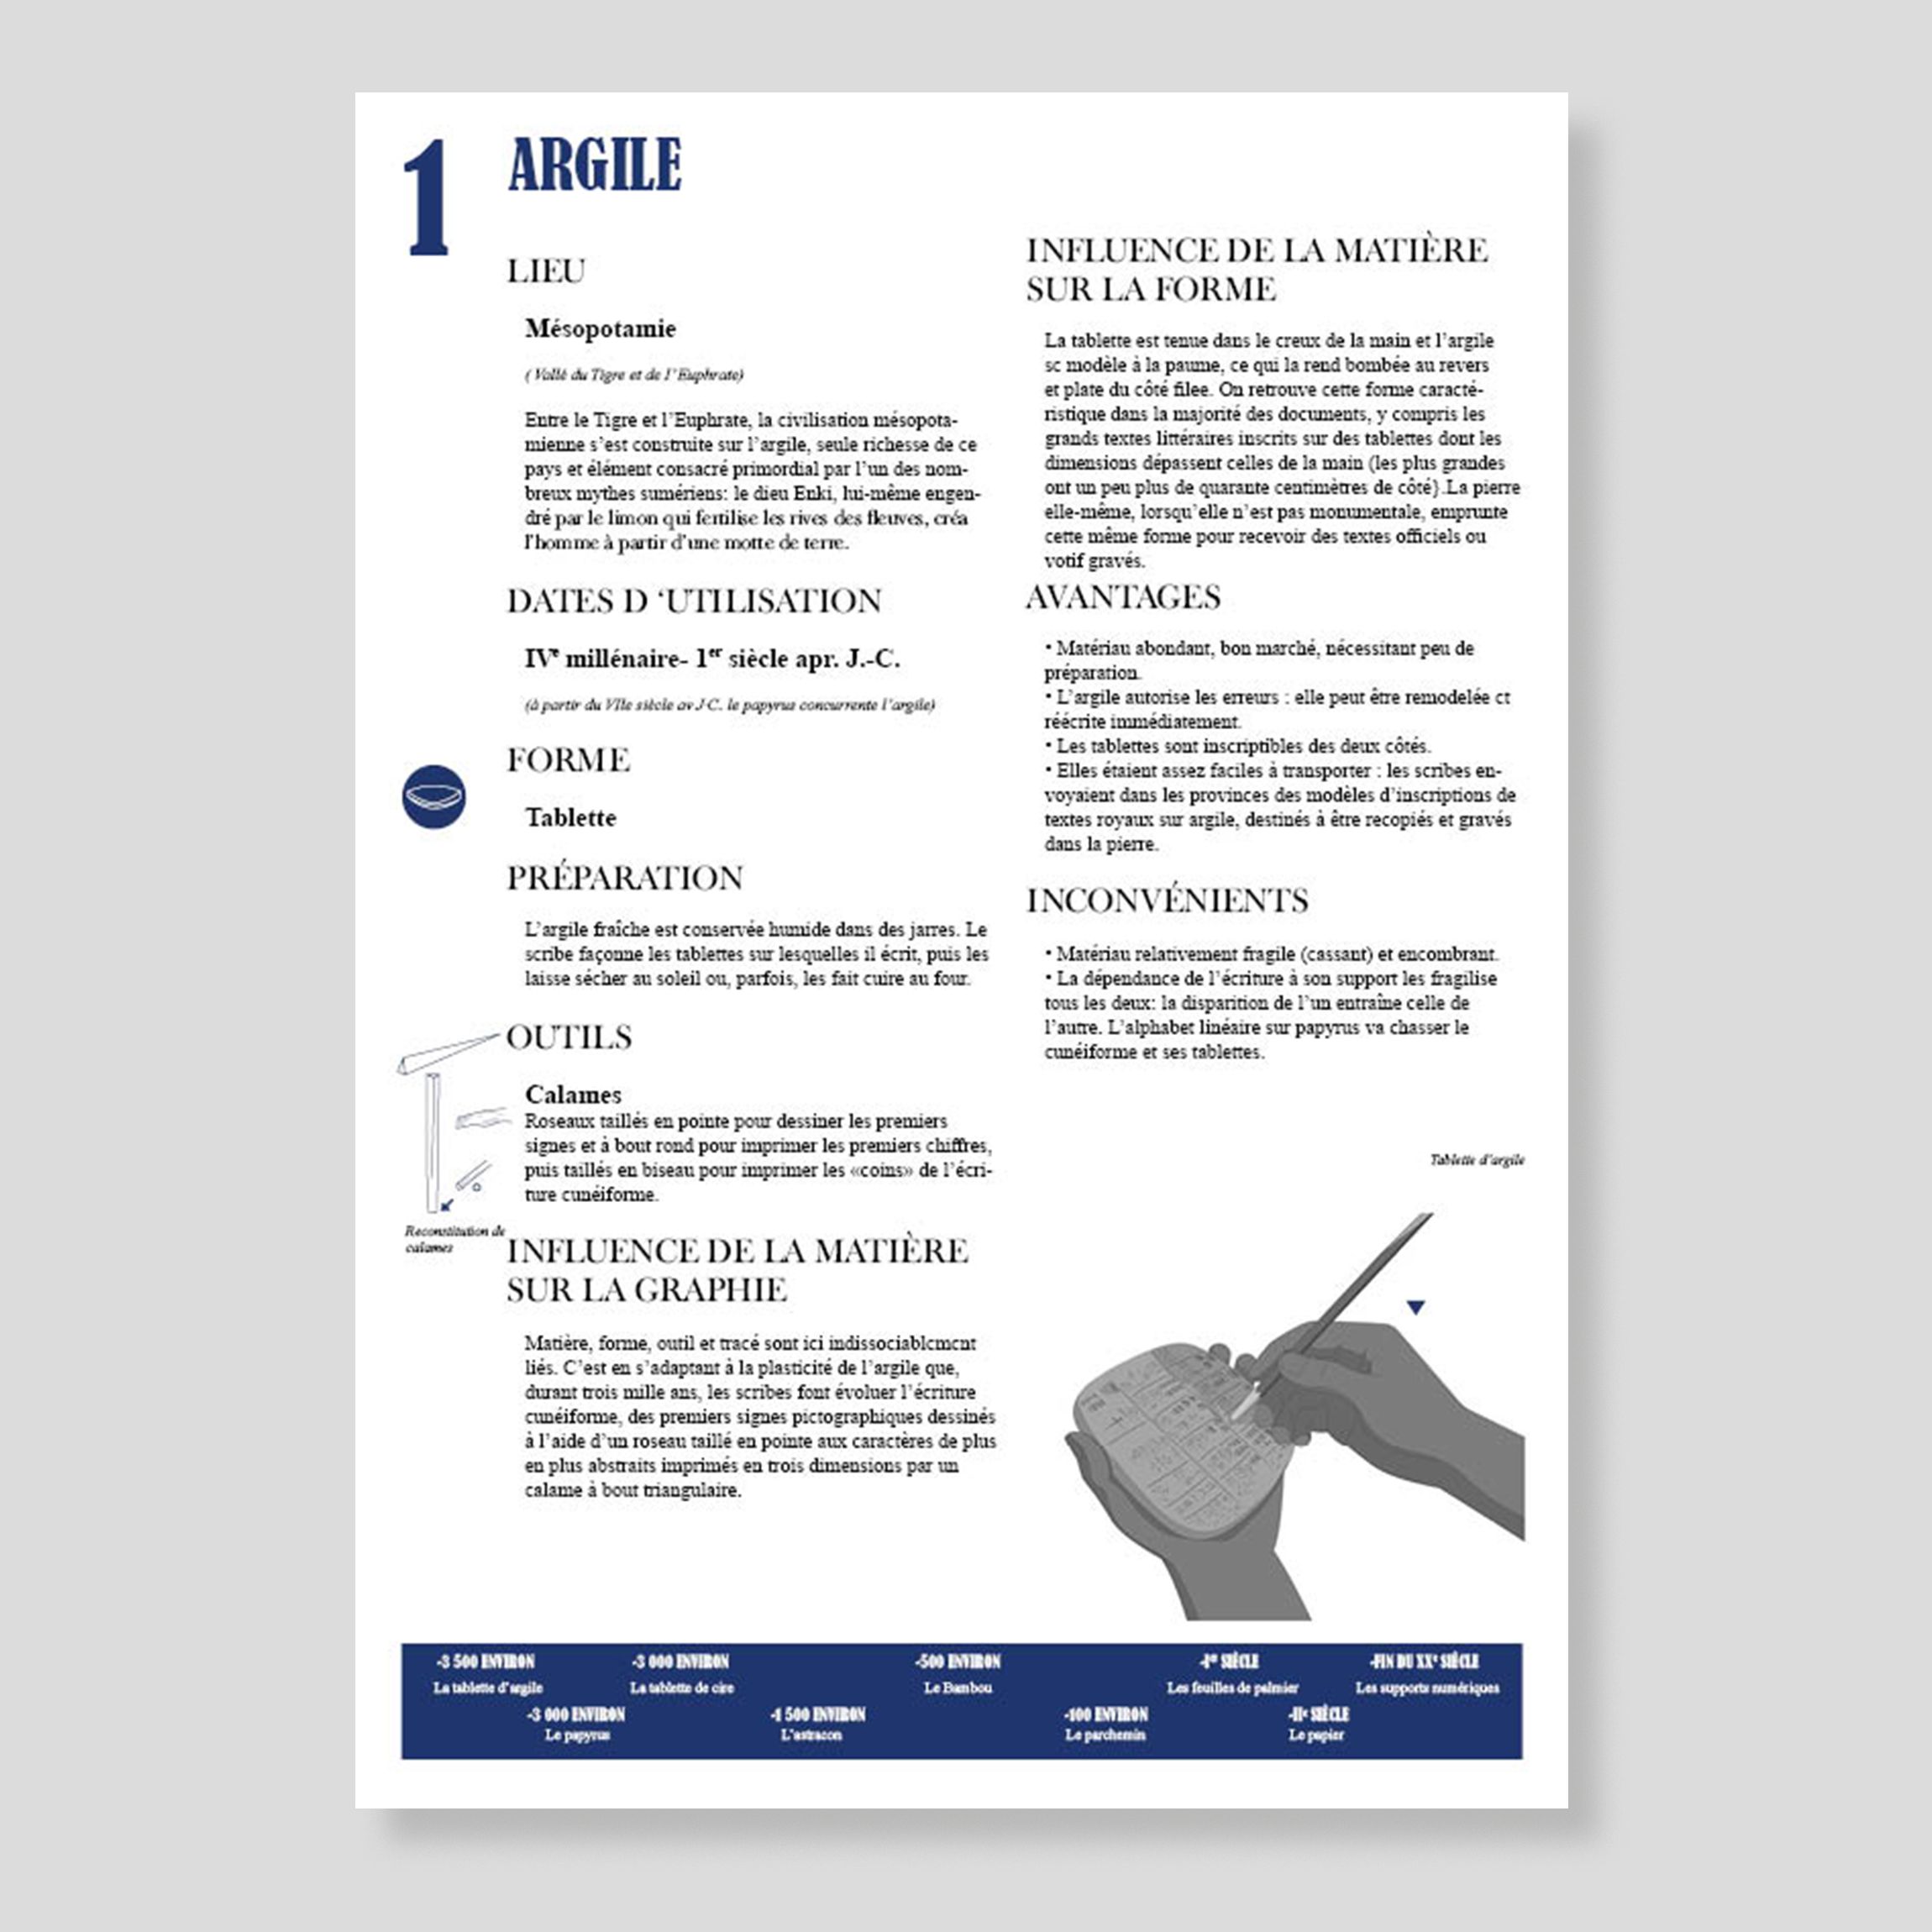 1
ARGILE
LIEU
Mésopotamie
( Vallé du Tigre et de l’Euphrate)
Entre le Tigre et l’Euphrate, la civilisation mésopota-
mienne s’est construite sur l’argile, seule richesse de ce
pays et élément consacré primordial par l’un des nom-
breux mythes sumériens: le dieu Enki, lui-même engen-
dré par le limon qui fertilise les rives des fleuves, créa
l'homme à partir d’une motte de terre.
DATES D ‘UTILISATION
IVe millénaire- 1er siècle apr. J.-C.
(à partir du VIIe siècle av J-C. le papyrus concurrente l’argile)
FORME
Tablette
PRÉPARATION
L’argile fraîche est conservée humide dans des jarres. Le
scribe façonne les tablettes sur lesquelles il écrit, puis les
laisse sécher au soleil ou, parfois, les fait cuire au four.
OUTILS
Calames
Roseaux taillés en pointe pour dessiner les premiers
signes et à bout rond pour imprimer les premiers chiffres,
puis taillés en biseau pour imprimer les «coins» de l’écri-
ture cunéiforme.
Reconstitution de
calames
INFLUENCE DE LA MATIÈRE
SUR LA GRAPHIE
Matière, forme, outil et tracé sont ici indissociablcmcnt
liés. C’est en s’adaptant à la plasticité de l’argile que,
durant trois mille ans, les scribes font évoluer l’écriture
cunéiforme, des premiers signes pictographiques dessinés
à l’aide d’un roseau taillé en pointe aux caractères de plus
en plus abstraits imprimés en trois dimensions par un
calame à bout triangulaire.
INFLUENCE DE LA MATIÈRE
SUR LA FORME
La tablette est tenue dans le creux de la main et l’argile
sc modèle à la paume, ce qui la rend bombée au revers
et plate du côté filee. On retrouve cette forme caracté-
ristique dans la majorité des documents, y compris les
grands textes littéraires inscrits sur des tablettes dont les
dimensions dépassent celles de la main (les plus grandes
ont un peu plus de quarante centimètres de côté}.La pierre
elle-même, lorsqu’elle n’est pas monumentale, emprunte
cette même forme pour recevoir des textes officiels ou
votif gravés.
AVANTAGES
• Matériau abondant, bon marché, nécessitant peu de
préparation.
• L’argile autorise les erreurs : elle peut être remodelée ct
réécrite immédiatement.
• Les tablettes sont inscriptibles des deux côtés.
• Elles étaient assez faciles à transporter : les scribes en-
voyaient dans les provinces des modèles d’inscriptions de
textes royaux sur argile, destinés à être recopiés et gravés
dans la pierre.
INCONVÉNIENTS
• Matériau relativement fragile (cassant) et encombrant.
• La dépendance de l’écriture à son support les fragilise
tous les deux: la disparition de l’un entraîne celle de
l’autre. L’alphabet linéaire sur papyrus va chasser le
cunéiforme et ses tablettes.
Tablette d’argile
-3 500 ENVIRON
La tablette d’argile
-3 000 ENVIRON
Le papyrus
-3 000 ENVIRON
La tablette de cire
-1 500 ENVIRON
L’astracon
-500 ENVIRON
Le Bambou
-100 ENVIRON
Le parchemin
-Ier SIÈCLE
Les feuilles de palmier
-IIe SIÈCLE
Le papier
-FIN DU XXe SIÈCLE
Les supports numériques